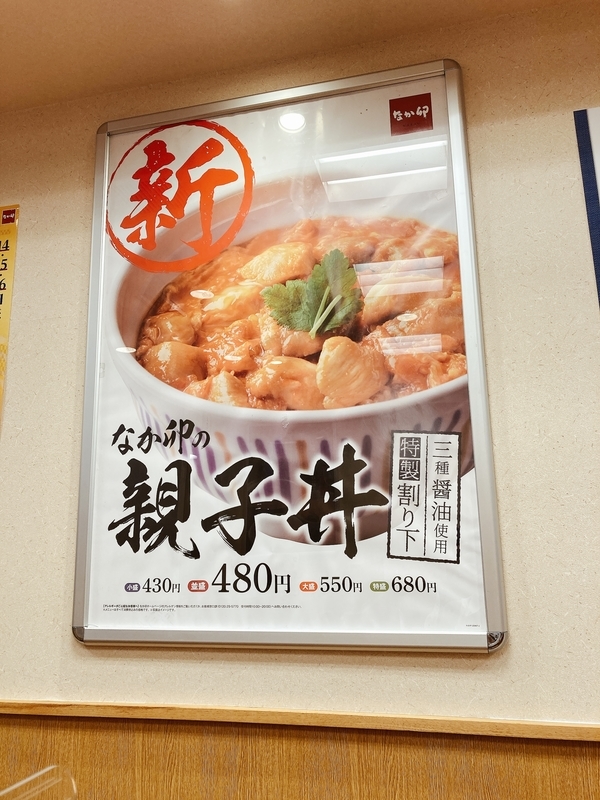 新
なか卯
なか卯の
親子丼
三種醤油使用
特製割り下
小盛 430円 並盛 480円 大盛 550円 特盛 680円